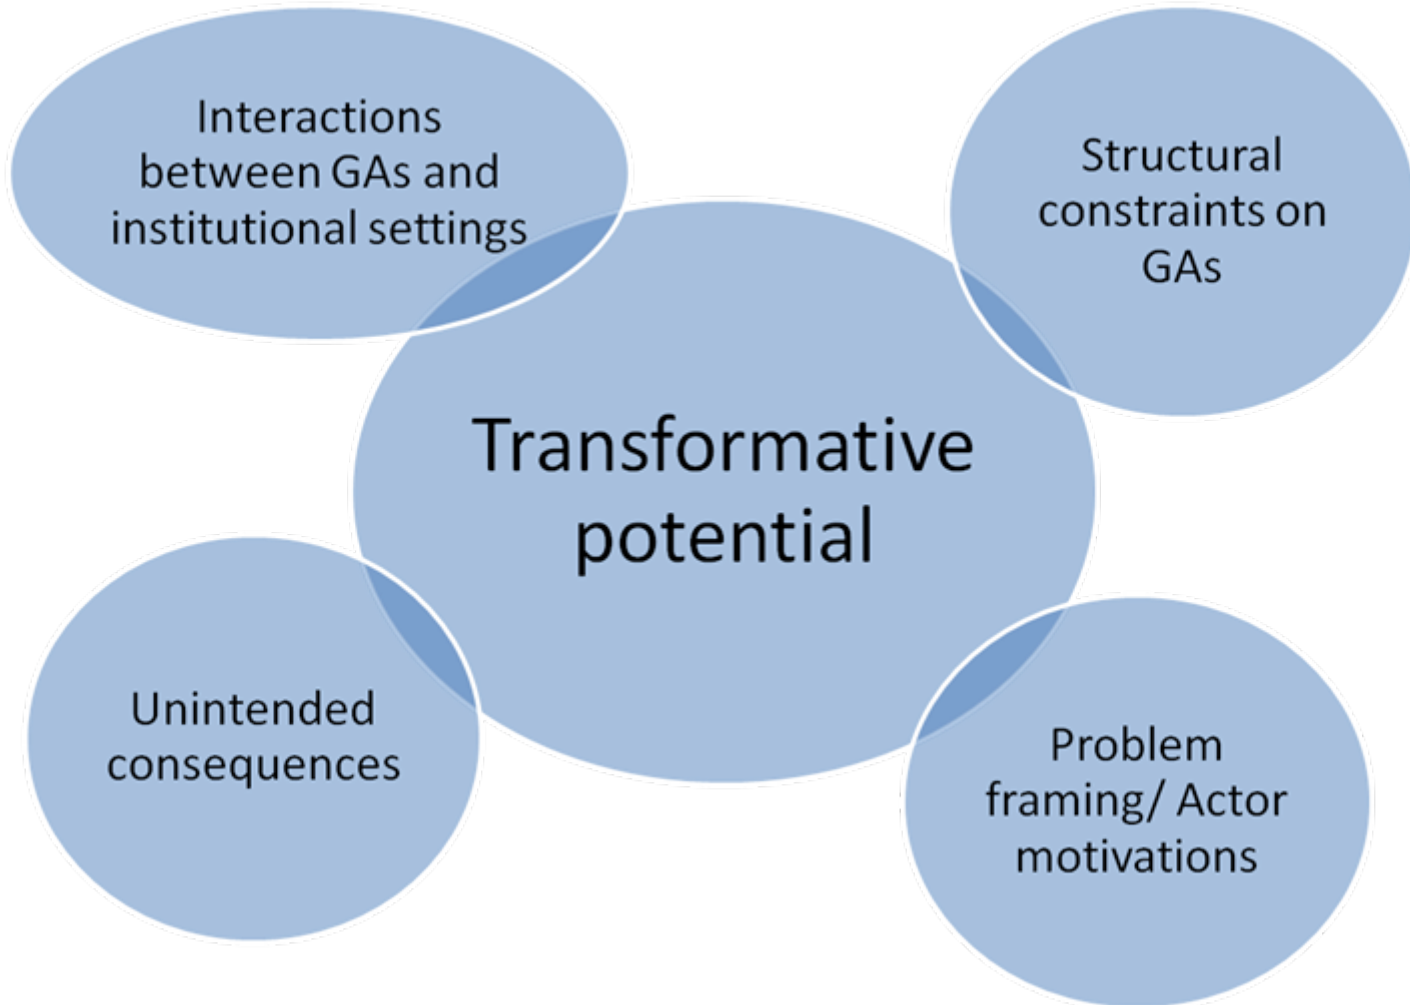 Interactions
between GAs and
institutional settings
Structural
constraints on
GAs
Transformative
potential
Unintended
consequences
Problem
framing/ Actor
motivations